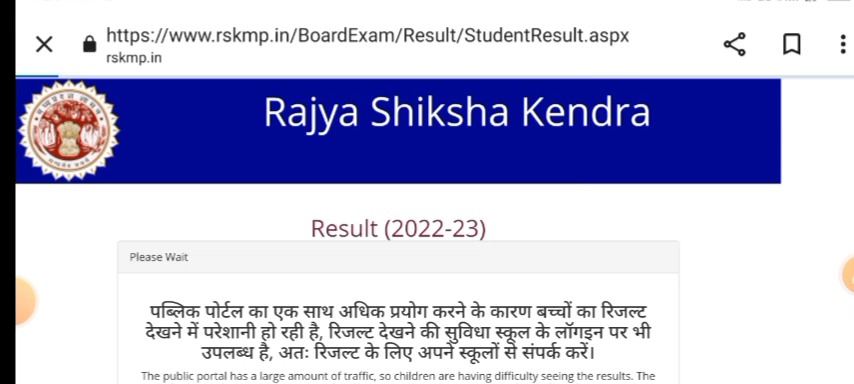 https://www.rskmp.in/BoardExam/Result/StudentResult.aspx
rskmp.in
Rajya Shiksha Kendra
Result (2022-23)
Please Wait
पब्लिक पोर्टल का एक साथ अधिक प्रयोग करने के कारण बच्चों का रिजल्ट
देखने में परेशानी हो रही है, रिजल्ट देखने की सुविधा स्कूल के लॉगइन पर भी
उपलब्ध है, अतः रिजल्ट के लिए अपने स्कूलों से संपर्क करें।
The public portal has a large amount of traffic, so children are having difficulty seeing the results. The